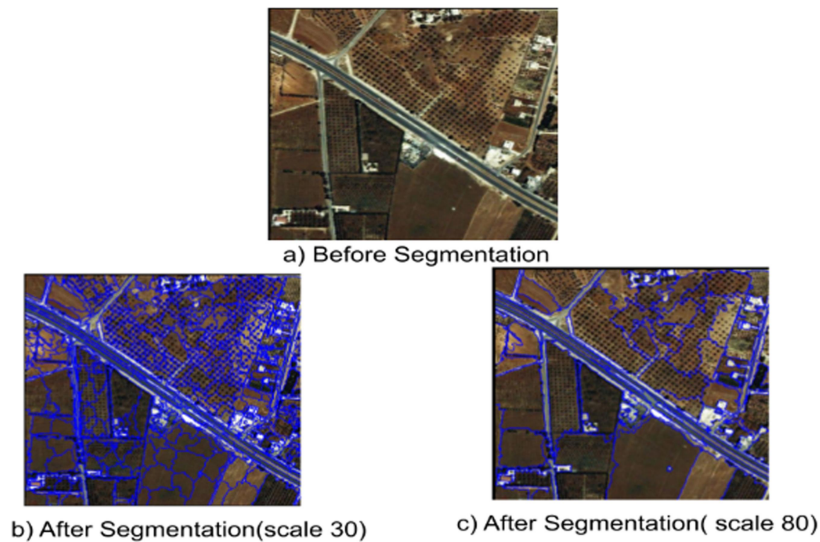 a) Before Segmentation
b) After Segmentation(scale 30)
c) After Segmentation( scale 80)